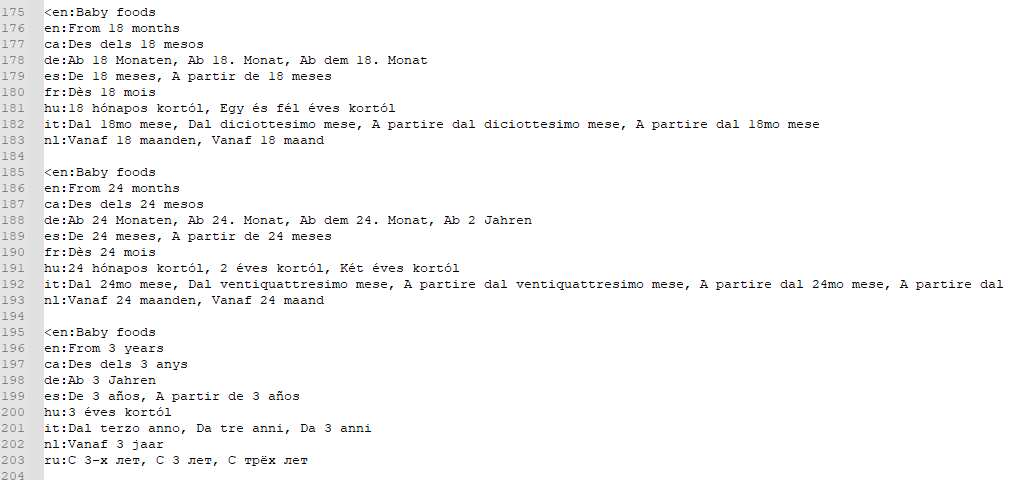 175 <en:Baby foods
176 en:From 18 months
177 ca:Des dels 18 mesos
178 de:Ab 18 Monaten, Ab 18. Monat, Ab dem 18. Monat
179 es:De 18 meses, A partir de 18 meses
180 fr:Dès 18 mois
181 hu:18 hónapos kortól, Egy és fél éves kortól
182 it:Dal 18mo mese, Dal diciottesimo mese, A partire dal diciottesimo mese, A partire dal 18mo mese
183 nl:Vanaf 18 maanden, Vanaf 18 maand
184
185 <en:Baby foods
186 en:From 24 months
187 ca:Des dels 24 mesos
188 de:Ab 24 Monaten, Ab 24. Monat, Ab dem 24. Monat, Ab 2 Jahren
189 es:De 24 meses, A partir de 24 meses
190 fr:Dès 24 mois
191 hu:24 hónapos kortól, 2 éves kortól, Két éves kortól
192 it:Dal 24mo mese, Dal ventiquattresimo mese, A partire dal ventiquattresimo mese, A partire dal 24mo mese, A partire dal
193 nl:Vanaf 24 maanden, Vanaf 24 maand
194
195 <en:Baby foods
196 en:From 3 years
197 ca:Des dels 3 anys
198 de:Ab 3 Jahren
199 es:De 3 años, A partir de 3 años
200 hu:3 éves kortól
201 it:Dal terzo anno, Da tre anni, Da 3 anni
202 nl:Vanaf 3 jaar
203 ru:С 3-х лет, С 3 лет, С трёх лет
204